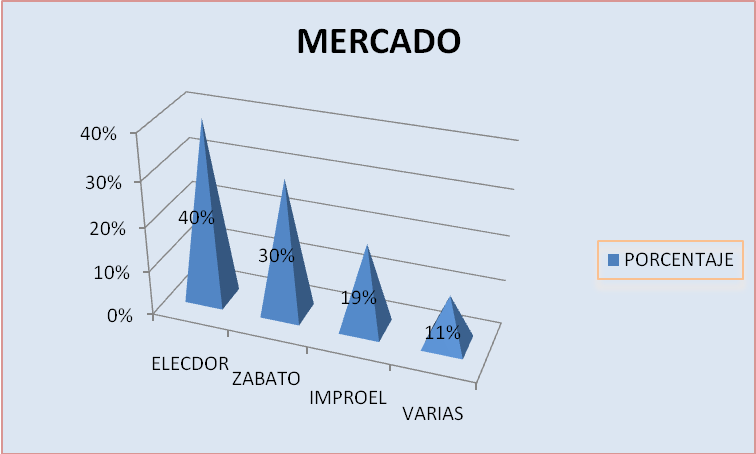 MERCADO
40%
30%
20%
10%
0%
40%
30%
19%
11%
ELECDOR
ZABATO
IMPROEL
VARIAS
PORCENTAJE